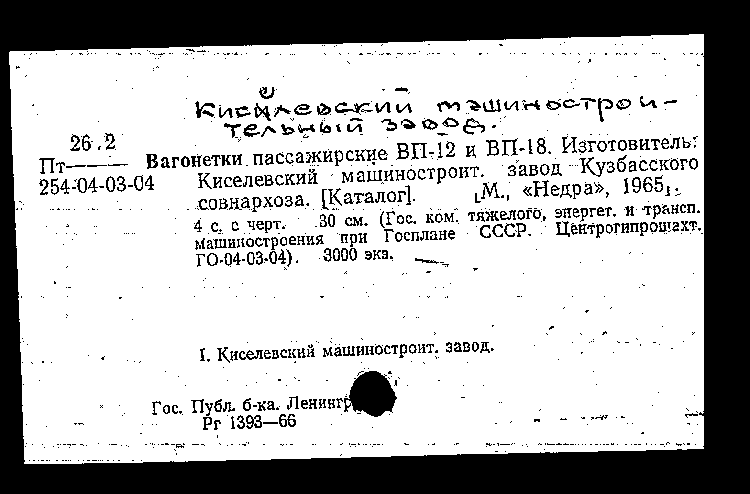 Киселевский машинострои-
тельный завод.
26.2
Пт
Вагонетки пассажирские ВП-12 и ВП-18. Изготовитель:
254-04-03-04 Киселевский машиностроит. завод Кузбасского
совнархоза. [Каталог]. [М., «Недра», 1965].
4 с. с черт. 30 см. (Гос. ком. тяжелого, энергет. и трансп.
машиностроения при Госплане СССР. Центрогипрошахт.
ГО-04-03-04). 3000 экз.
I. Киселевский машиностроит. завод.
Гос. Публ. б-ка. Ленингр
Рг 1393—66